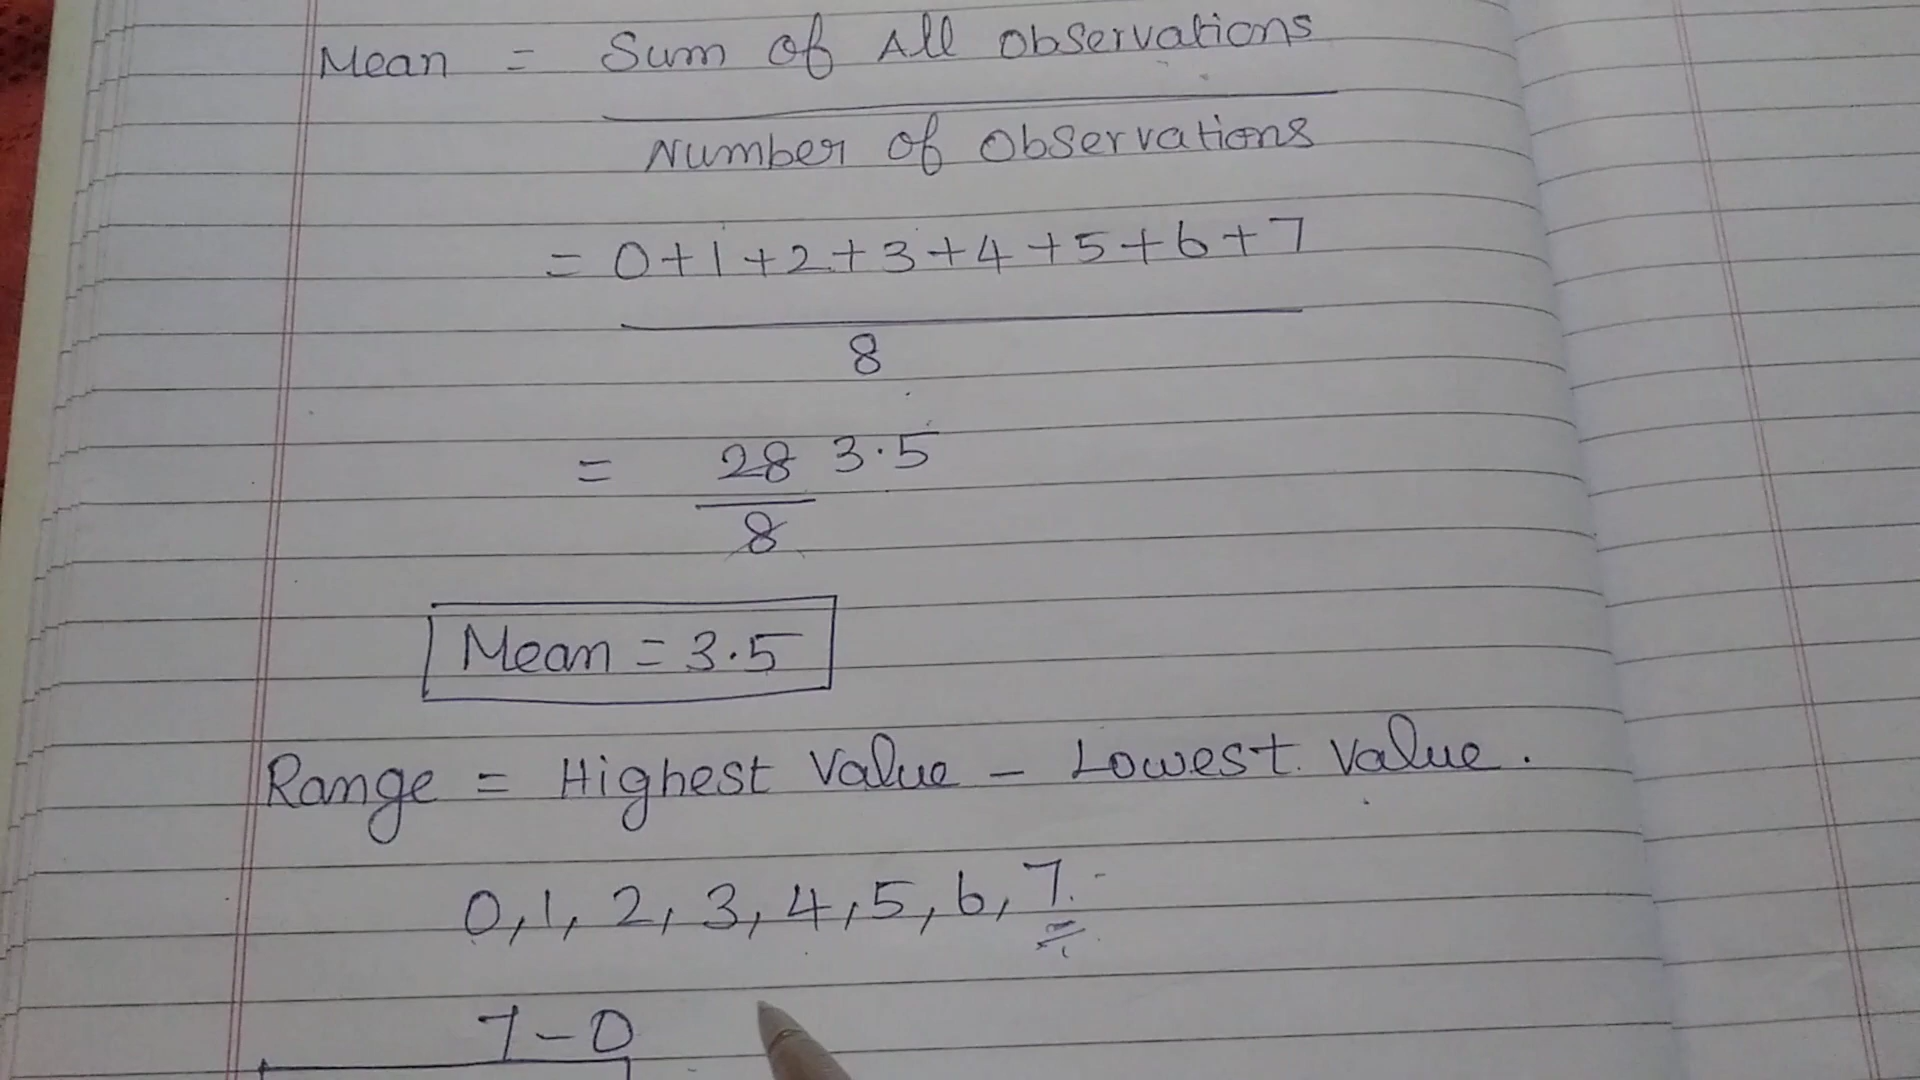 Mean = Sum of All observations
Number of observations
= 0+1+2+3+4+5+6+7
8
= 28 3.5
8
Mean = 3.5
Range = Highest Value - Lowest Value.
0, 1, 2, 3, 4, 5, 6, 7.
7-0